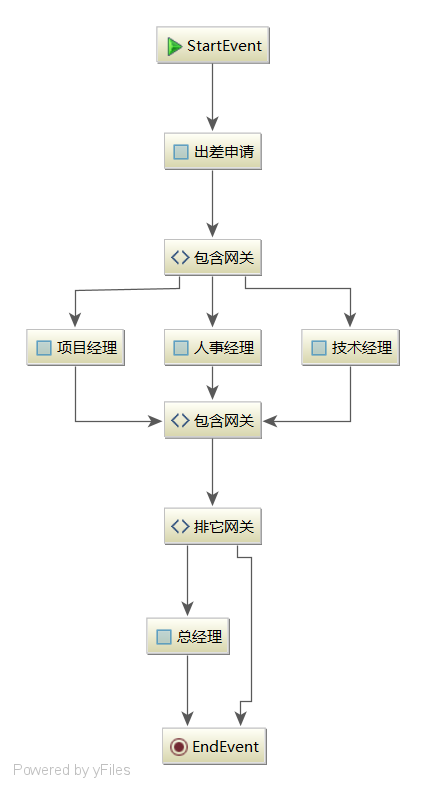 StartEvent
出差申请
包含网关
项目经理
人事经理
技术经理
包含网关
排它网关
总经理
EndEvent
Powered by yFiles